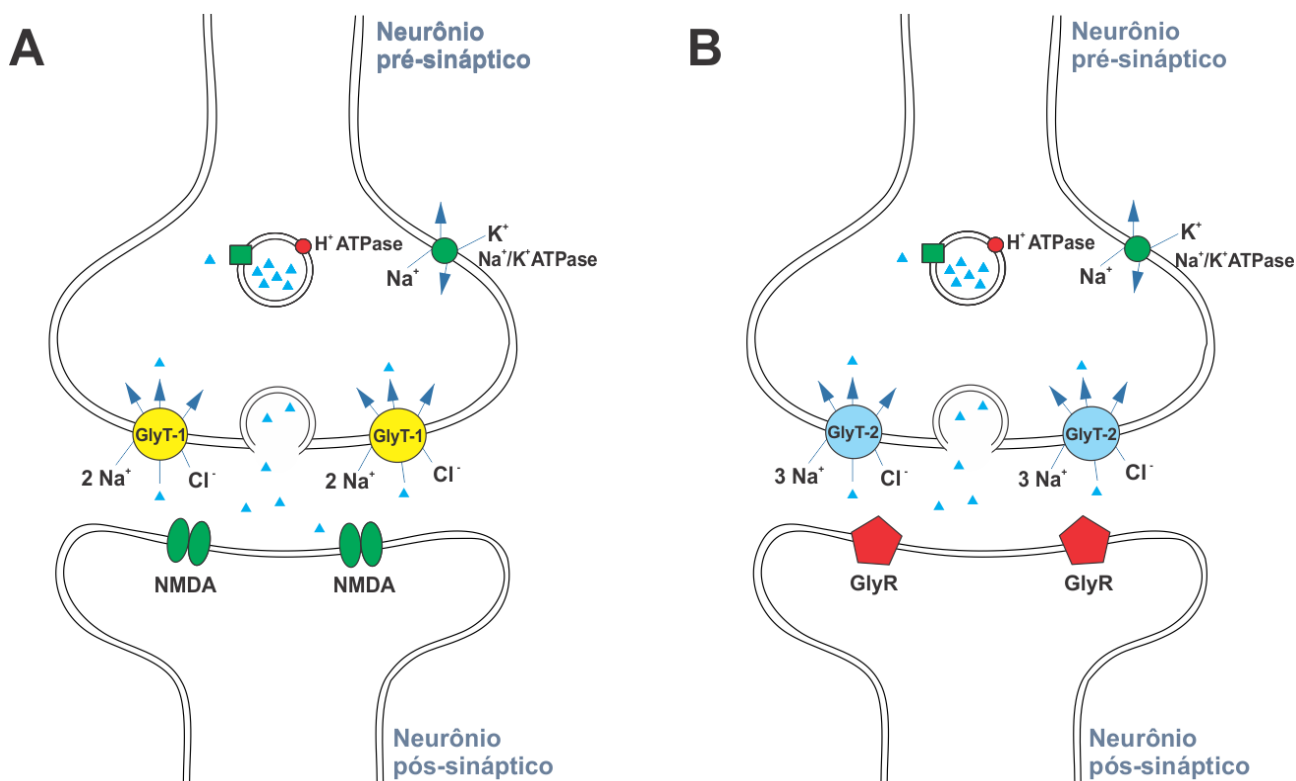 A
Neurônio
pré-sináptico
H⁺ ATPase
K⁺
Na⁺/K⁺ATPase
Na⁺
GlyT-1
GlyT-1
2 Na⁺
Cl⁻
2 Na⁺
Cl⁻
NMDA
NMDA
Neurônio
pós-sináptico
B
Neurônio
pré-sináptico
H⁺ ATPase
K⁺
Na⁺/K⁺ATPase
Na⁺
GlyT-2
GlyT-2
3 Na⁺
Cl⁻
3 Na⁺
Cl⁻
GlyR
GlyR
Neurônio
pós-sináptico